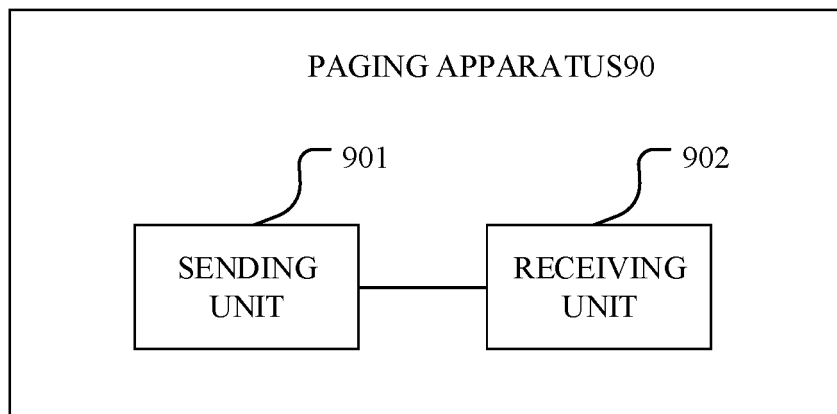 PAGING APPARATUS90
901
902
SENDING
UNIT
RECEIVING
UNIT